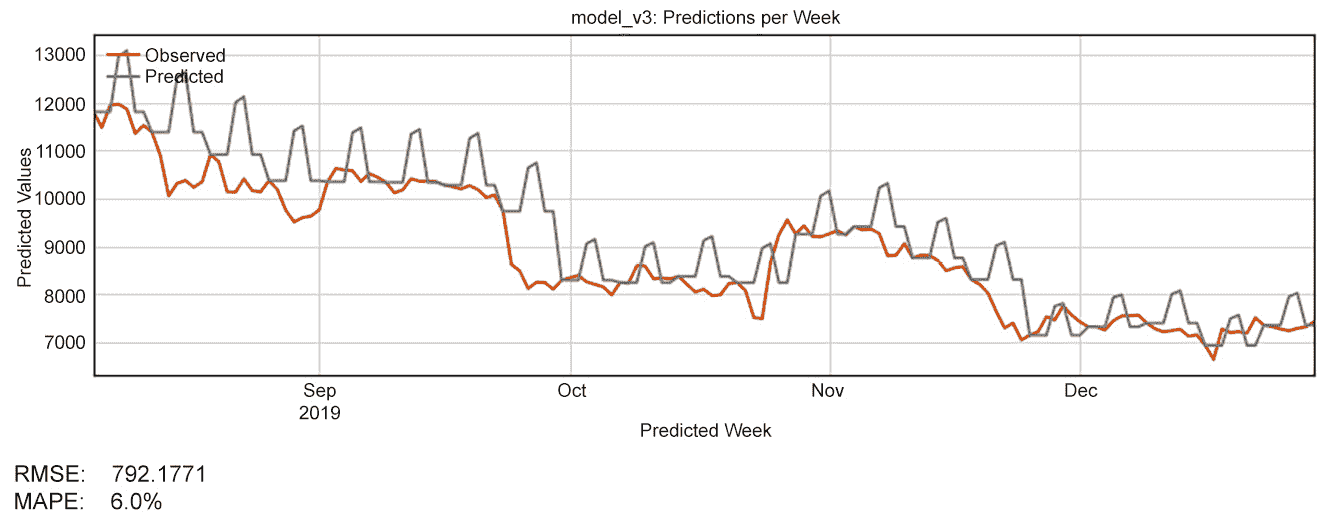 model_v3: Predictions per Week
13000
12000
11000
10000
9000
8000
7000
Predicted Values
Observed
Predicted
Sep
2019
Oct
Nov
Dec
Predicted Week
RMSE: 792.1771
MAPE: 6.0%